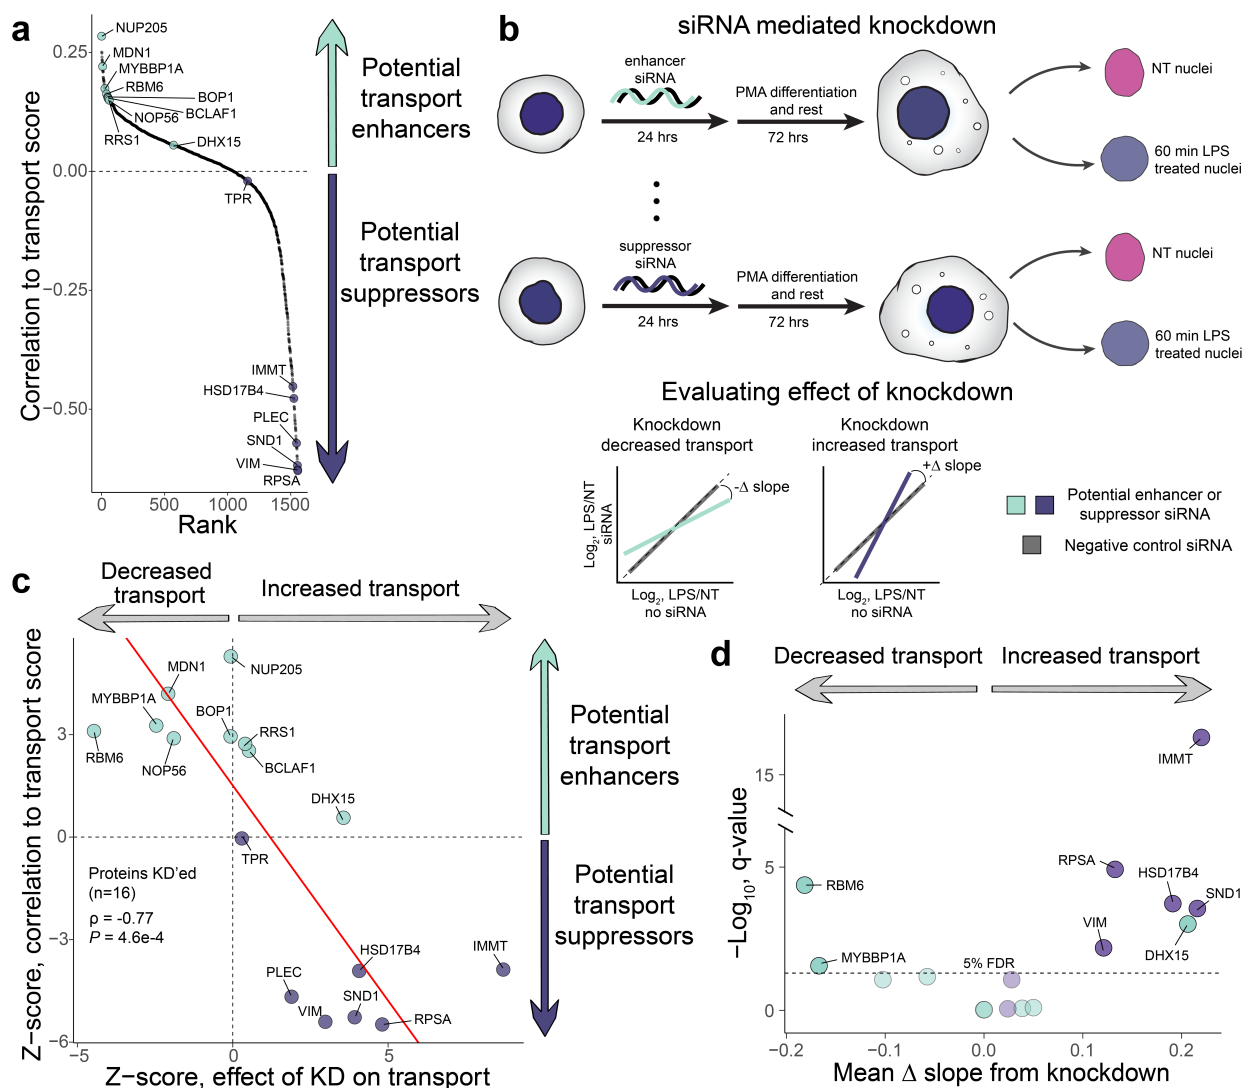 a
Correlation to transport score
0.25
0.00
−0.25
−0.50
NUP205
MDN1
MYBBP1A
RBM6
BOP1
BCLAF1
NOP56
RRS1
DHX15
TPR
IMMT
HSD17B4
PLEC
SND1
VIM
RPSA
0
500
1000
1500
Rank
Potential
transport
enhancers
Potential
transport
suppressors
b
siRNA mediated knockdown
enhancer
siRNA
24 hrs
PMA differentiation
and rest
72 hrs
NT nuclei
60 min LPS
treated nuclei
suppressor
siRNA
24 hrs
PMA differentiation
and rest
72 hrs
NT nuclei
60 min LPS
treated nuclei
Evaluating effect of knockdown
Knockdown
decreased transport
-Δ slope
Log2, LPS/NT
siRNA
Log2, LPS/NT
no siRNA
Knockdown
increased transport
+Δ slope
Log2, LPS/NT
no siRNA
Potential enhancer or
suppressor siRNA
Negative control siRNA
c
Decreased
transport
Increased transport
Z−score, correlation to transport score
3
0
−3
−6
MDN1
NUP205
MYBBP1A
BOP1
RRS1
RBM6
NOP56
BCLAF1
DHX15
TPR
Proteins KD'ed
(n=16)
ρ = -0.77
P = 4.6e-4
HSD17B4
IMMT
PLEC
SND1
VIM
RPSA
−5
0
5
Z−score, effect of KD on transport
Potential
transport
enhancers
Potential
transport
suppressors
d
Decreased transport
Increased transport
−Log10, q-value
15
5
0
IMMT
RPSA
HSD17B4
RBM6
SND1
VIM
DHX15
MYBBP1A
5% FDR
−0.2
−0.1
0.0
0.1
0.2
Mean Δ slope from knockdown